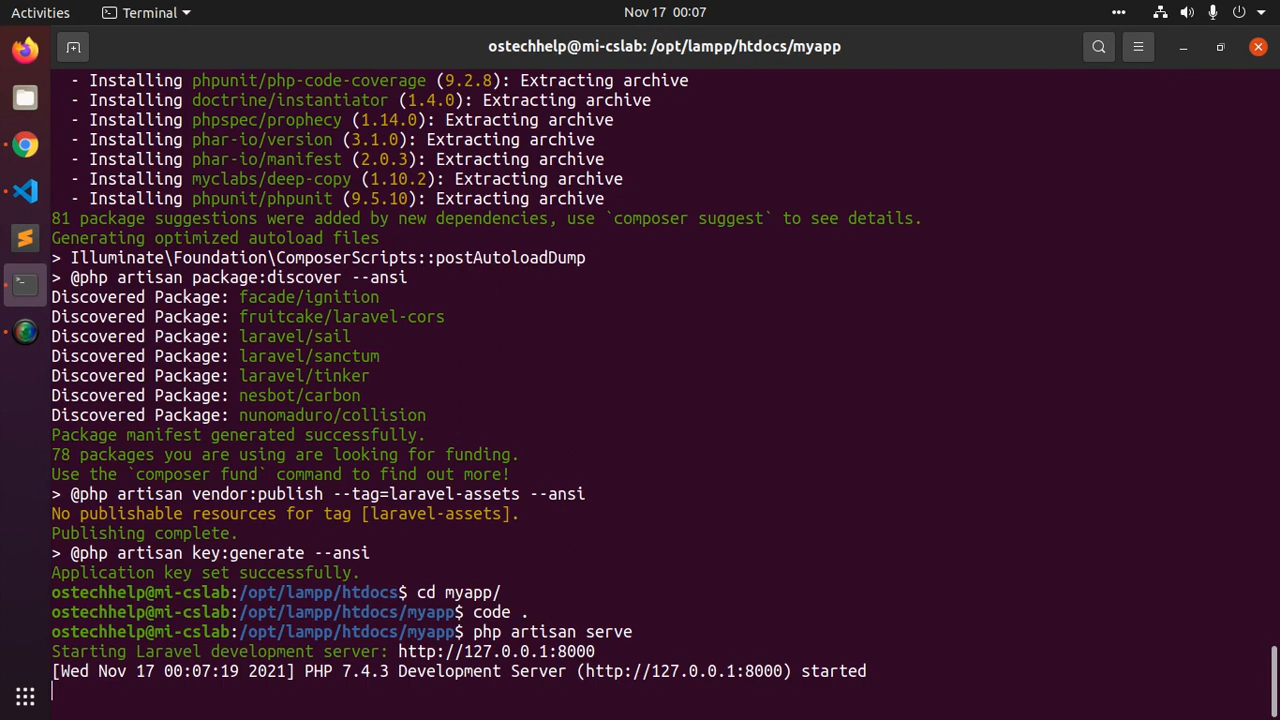 Activities
Terminal
Nov 17 00:07
ostechhelp@mi-cslab: /opt/lampp/htdocs/myapp
- Installing phpunit/php-code-coverage (9.2.8): Extracting archive
- Installing doctrine/instantiator (1.4.0): Extracting archive
- Installing phpspec/prophecy (1.14.0): Extracting archive
- Installing phar-io/version (3.1.0): Extracting archive
- Installing phar-io/manifest (2.0.3): Extracting archive
- Installing myclabs/deep-copy (1.10.2): Extracting archive
- Installing phpunit/phpunit (9.5.10): Extracting archive
81 package suggestions were added by new dependencies, use `composer suggest` to see details.
Generating optimized autoload files
> Illuminate\Foundation\ComposerScripts::postAutoloadDump
> @php artisan package:discover --ansi
Discovered Package: facade/ignition
Discovered Package: fruitcake/laravel-cors
Discovered Package: laravel/sail
Discovered Package: laravel/sanctum
Discovered Package: laravel/tinker
Discovered Package: nesbot/carbon
Discovered Package: nunomaduro/collision
Package manifest generated successfully.
78 packages you are using are looking for funding.
Use the `composer fund` command to find out more!
> @php artisan vendor:publish --tag=laravel-assets --ansi
No publishable resources for tag [laravel-assets].
Publishing complete.
> @php artisan key:generate --ansi
Application key set successfully.
ostechhelp@mi-cslab:/opt/lampp/htdocs$ cd myapp/
ostechhelp@mi-cslab:/opt/lampp/htdocs/myapp$ code .
ostechhelp@mi-cslab:/opt/lampp/htdocs/myapp$ php artisan serve
Starting Laravel development server: http://127.0.0.1:8000
[Wed Nov 17 00:07:19 2021] PHP 7.4.3 Development Server (http://127.0.0.1:8000) started